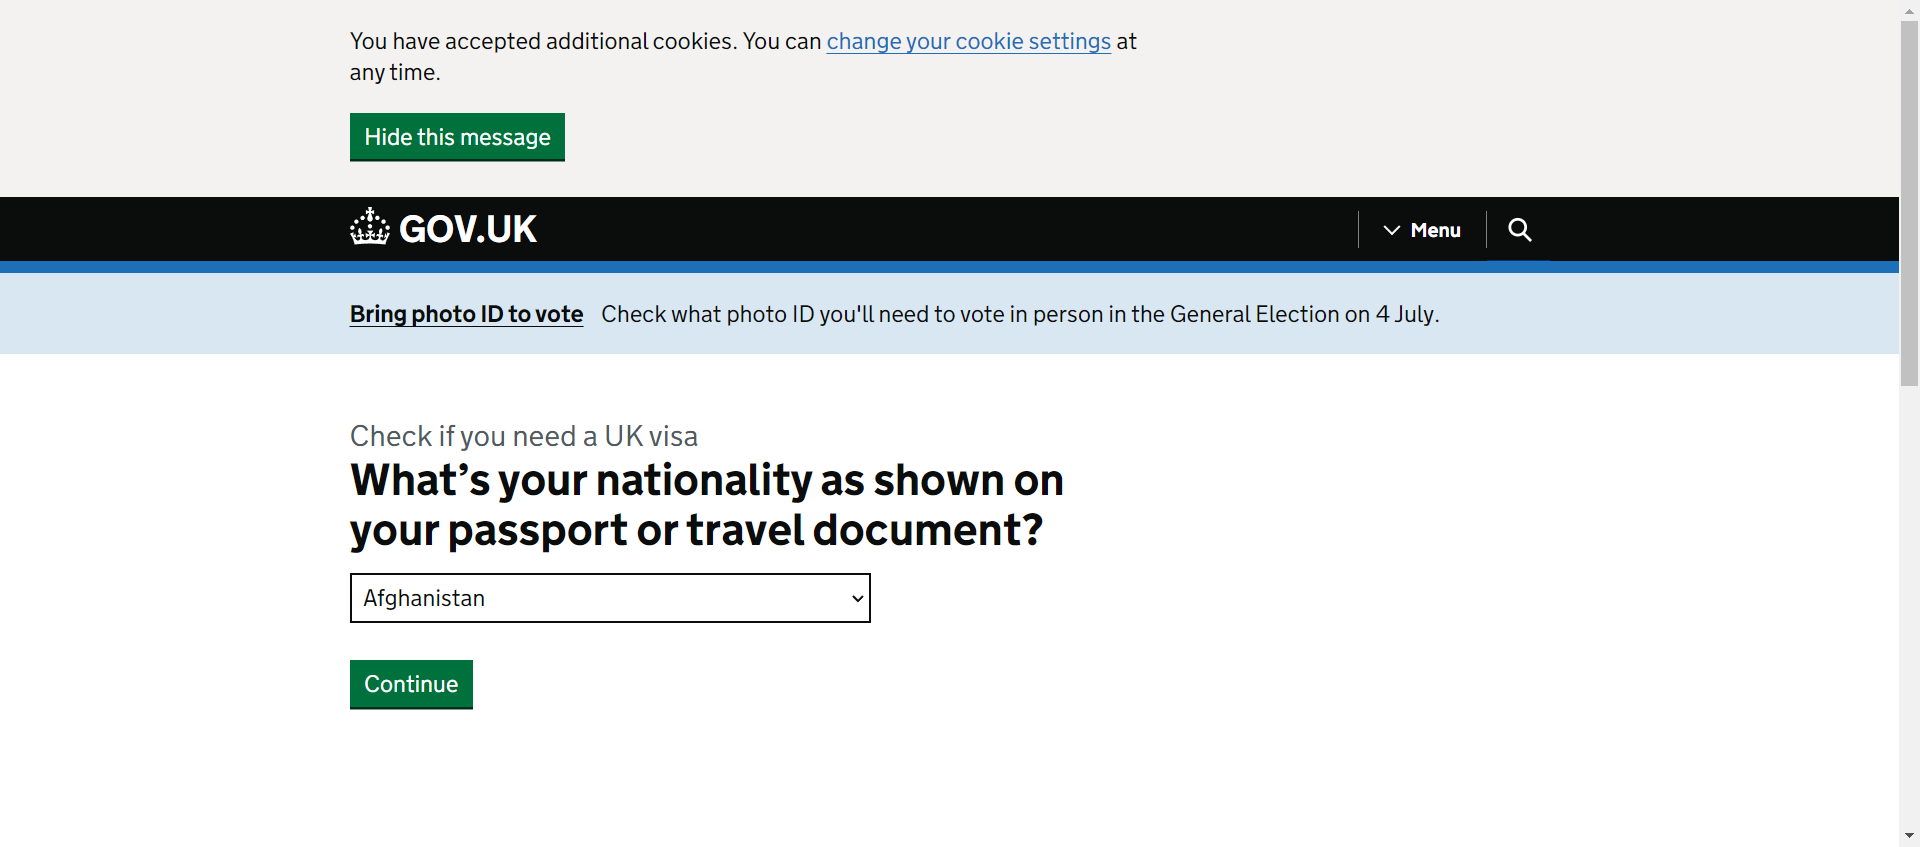 You have accepted additional cookies. You can change your cookie settings at
any time.
Hide this message
GOV.UK
Menu
Bring photo ID to vote Check what photo ID you'll need to vote in person in the General Election on 4 July.
Check if you need a UK visa
What’s your nationality as shown on
your passport or travel document?
Afghanistan
Continue